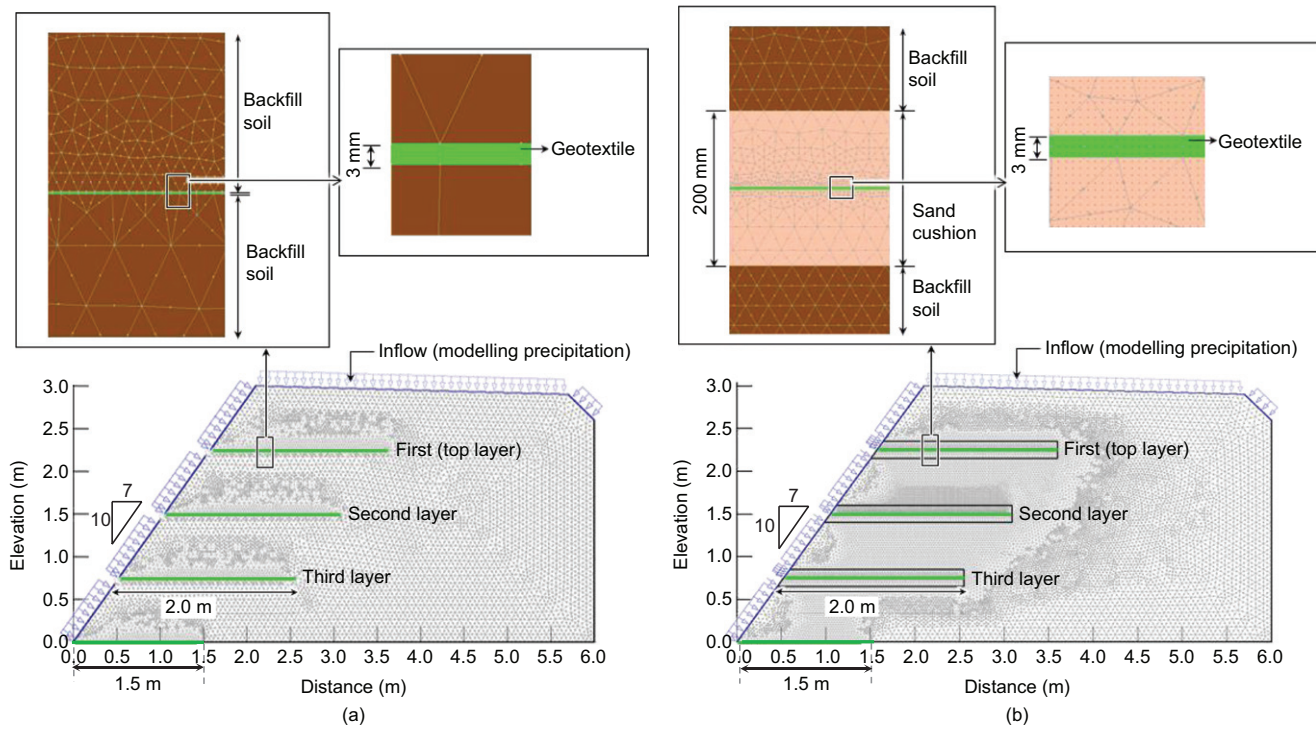 Backfill
soil
3 mm
Geotextile
Backfill
soil
Inflow (modelling precipitation)
3.0
2.5
2.0
1.5
1.0
0.5
0.0
Elevation (m)
7
10
First (top layer)
Second layer
Third layer
2.0 m
0.0 0.5 1.0 1.5 2.0 2.5 3.0 3.5 4.0 4.5 5.0 5.5 6.0
1.5 m
Distance (m)
(a)
Backfill
soil
200 mm
Sand
cushion
Backfill
soil
3 mm
Geotextile
Inflow (modelling precipitation)
3.0
2.5
2.0
1.5
1.0
0.5
0.0
Elevation (m)
7
10
First (top layer)
Second layer
Third layer
2.0 m
0.0 0.5 1.0 1.5 2.0 2.5 3.0 3.5 4.0 4.5 5.0 5.5 6.0
1.5 m
Distance (m)
(b)